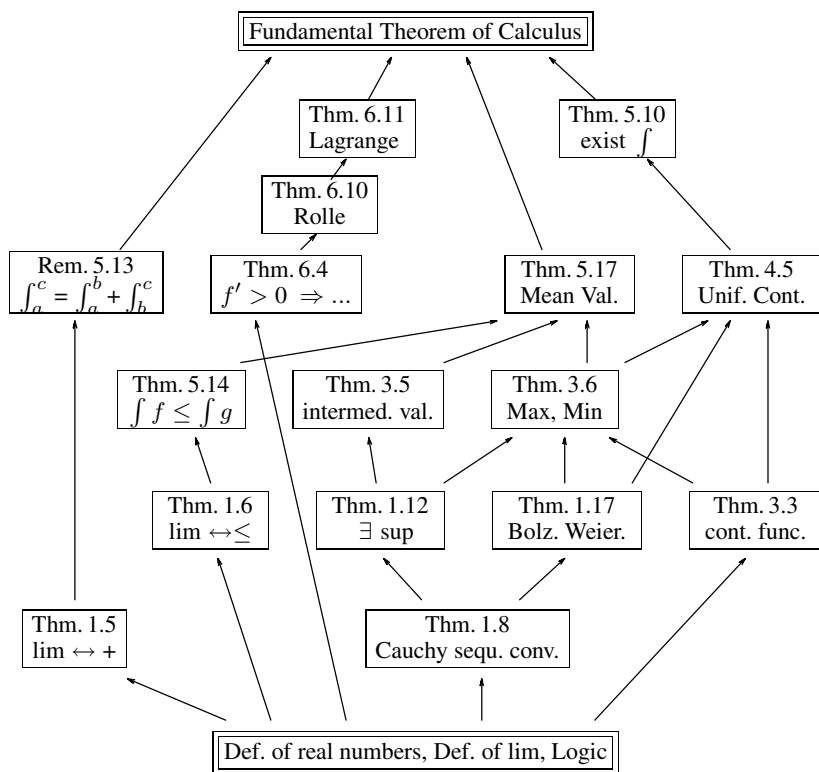 Fundamental Theorem of Calculus
Thm. 6.11
Lagrange
Thm. 5.10
exist ∫
Thm. 6.10
Rolle
Rem. 5.13
∫_a^c = ∫_a^b + ∫_b^c
Thm. 6.4
f′ > 0 ⇒ ...
Thm. 5.17
Mean Val.
Thm. 4.5
Unif. Cont.
Thm. 5.14
∫ f ≤ ∫ g
Thm. 3.5
intermed. val.
Thm. 3.6
Max, Min
Thm. 1.6
lim ↔≤
Thm. 1.12
∃ sup
Thm. 1.17
Bolz. Weier.
Thm. 3.3
cont. func.
Thm. 1.5
lim ↔ +
Thm. 1.8
Cauchy sequ. conv.
Def. of real numbers, Def. of lim, Logic